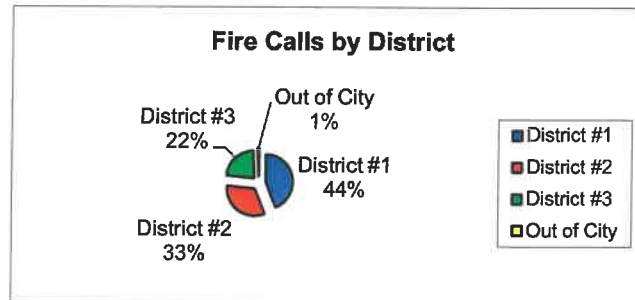 Fire Calls by District
Out of City
1%
District #3
22%
District #1
44%
District #2
33%
District #1
District #2
District #3
Out of City